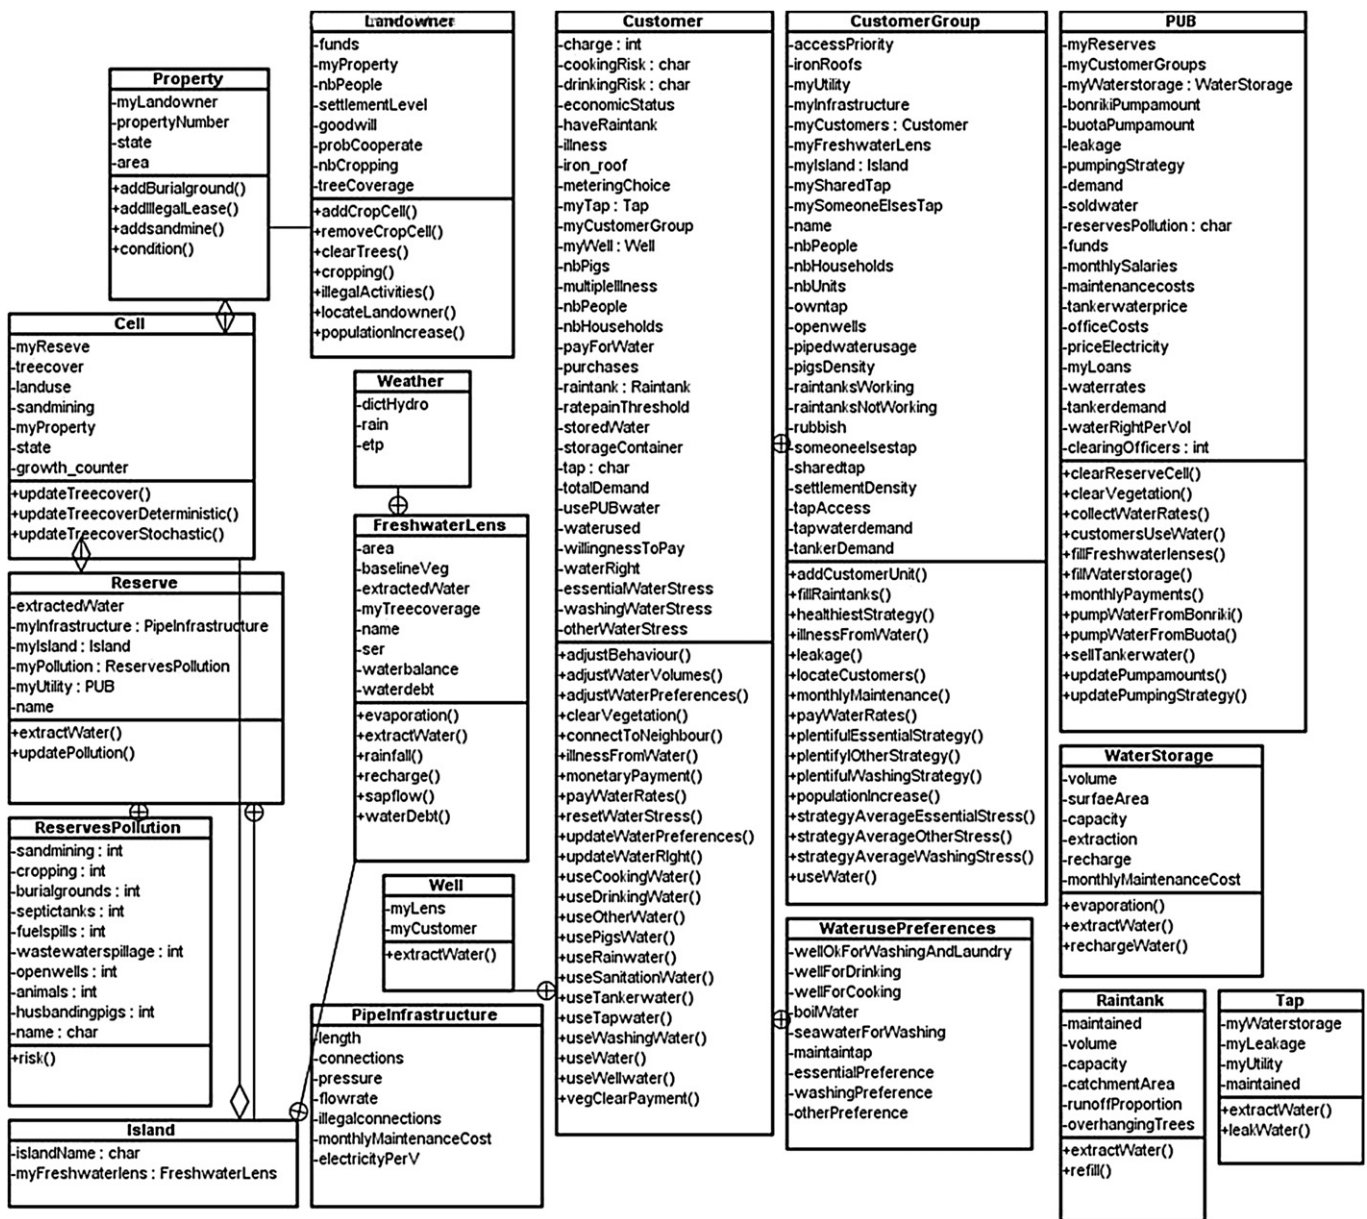 Property
-myLandowner
-propertyNumber
-state
-area
+addBurialground()
+addIllegalLease()
+addsandmine()
+condition()
Landowner
-funds
-myProperty
-nbPeople
-settlementLevel
-goodwill
-probCooperate
-nbCropping
-treeCoverage
+addCropCell()
+removeCropCell()
+clearTrees()
+cropping()
+illegalActivities()
+locateLandowner()
+populationIncrease()
Customer
-charge : int
-cookingRisk : char
-drinkingRisk : char
-economicStatus
-haveRaintank
-illness
-iron_roof
-meteringChoice
-myTap : Tap
-myCustomerGroup
-myWell : Well
-nbPigs
-multipleIllness
-nbPeople
-nbHouseholds
-payForWater
-purchases
-raintank : Raintank
-ratepainThreshold
-storedWater
-storageContainer
-tap : char
-totalDemand
-usePUBwater
-waterused
-willingnessToPay
-waterRight
-essentialWaterStress
-washingWaterStress
-otherWaterStress
+adjustBehaviour()
+adjustWaterVolumes()
+adjustWaterPreferences()
+clearVegetation()
+connectToNeighbour()
+illnessFromWater()
+monetaryPayment()
+payWaterRates()
+resetWaterStress()
+updateWaterPreferences()
+updateWaterRIght()
+useCookingWater()
+useDrinkingWater()
+useOtherWater()
+usePigsWater()
+useRainwater()
+useSanitationWater()
+useTankerwater()
+useTapwater()
+useWashingWater()
+useWater()
+useWellwater()
+vegClearPayment()
CustomerGroup
-accessPriority
-ironRoofs
-myUtility
-myInfrastructure
-myCustomers : Customer
-myFreshwaterLens
-myIsland : Island
-mySharedTap
-mySomeoneElsesTap
-name
-nbPeople
-nbHouseholds
-nbUnits
-owntap
-openwells
-pipedwaterusage
-pigsDensity
-raintanksWorking
-raintanksNotWorking
-rubbish
-someoneelsestap
-sharedtap
-settlementDensity
-tapAccess
-tapwaterdemand
-tankerDemand
+addCustomerUnit()
+fillRaintanks()
+healthiestStrategy()
+illnessFromWater()
+leakage()
+locateCustomers()
+monthlyMaintenance()
+payWaterRates()
+plentifulEssentialStrategy()
+plentifylOtherStrategy()
+plentifulWashingStrategy()
+populationIncrease()
+strategyAverageEssentialStress()
+strategyAverageOtherStress()
+strategyAverageWashingStress()
+useWater()
PUB
-myReserves
-myCustomerGroups
-myWaterstorage : WaterStorage
-bonrikiPumpamount
-buotaPumpamount
-leakage
-pumpingStrategy
-demand
-soldwater
-reservesPollution : char
-funds
-monthlySalaries
-maintenancecosts
-tankerwaterprice
-officeCosts
-priceElectricity
-myLoans
-waterrates
-tankerdemand
-waterRightPerVol
-clearingOfficers : int
+clearReserveCell()
+clearVegetation()
+collectWaterRates()
+customersUseWater()
+fillFreshwaterlenses()
+fillWaterstorage()
+monthlyPayments()
+pumpWaterFromBonriki()
+pumpWaterFromBuota()
+sellTankerwater()
+updatePumpamounts()
+updatePumpingStrategy()
Cell
-myReseve
-treecover
-landuse
-sandmining
-myProperty
-state
-growth_counter
+updateTreecover()
+updateTreecoverDeterministic()
+updateTreecoverStochastic()
Weather
-dictHydro
-rain
-etp
FreshwaterLens
-area
-baselineVeg
-extractedWater
-myTreecoverage
-name
-ser
-waterbalance
-waterdebt
+evaporation()
+extractWater()
+rainfall()
+recharge()
+sapflow()
+waterDebt()
Reserve
-extractedWater
-myInfrastructure : PipeInfrastructure
-myIsland : Island
-myPollution : ReservesPollution
-myUtility : PUB
-name
+extractWater()
+updatePollution()
ReservesPollution
-sandmining : int
-cropping : int
-burialgrounds : int
-septictanks : int
-fuelspills : int
-wastewaterspillage : int
-openwells : int
-animals : int
-husbandingpigs : int
-name : char
+risk()
Well
-myLens
-myCustomer
+extractWater()
PipeInfrastructure
-length
-connections
-pressure
-flowrate
-illegalconnections
-monthlyMaintenanceCost
-electricityPerV
Island
-islandName : char
-myFreshwaterlens : FreshwaterLens
WaterusePreferences
-wellOkForWashingAndLaundry
-wellForDrinking
-wellForCooking
-boilWater
-seawaterForWashing
-maintaintap
-essentialPreference
-washingPreference
-otherPreference
WaterStorage
-volume
-surfaeArea
-capacity
-extraction
-recharge
-monthlyMaintenanceCost
+evaporation()
+extractWater()
+rechargeWater()
Raintank
-maintained
-volume
-capacity
-catchmentArea
-runoffProportion
-overhangingTrees
+extractWater()
+refill()
Tap
-myWaterstorage
-myLeakage
-myUtility
-maintained
+extractWater()
+leakWater()